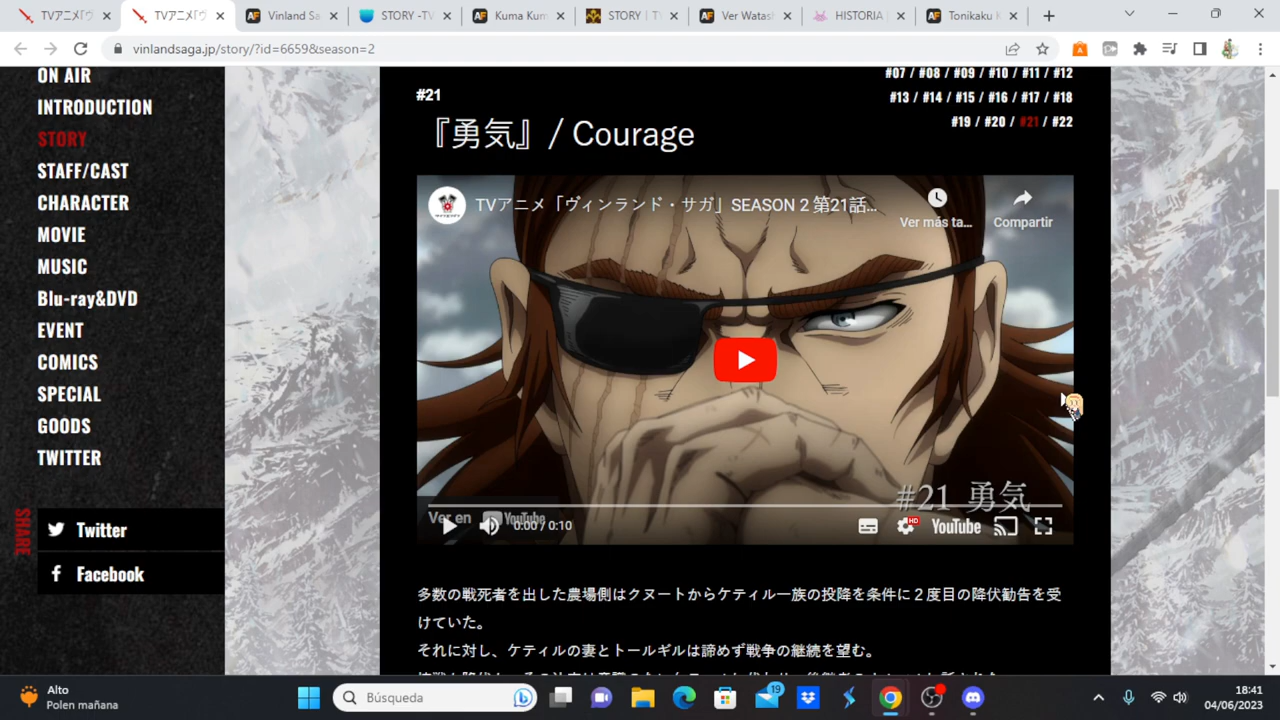 TVアニメ「ヴ
TVアニメ「ヴ
Vinland Sa
STORY -TV
Kuma Kum
STORY | T
Ver Watash
HISTORIA
Tonikaku K
vinlandsaga.jp/story/?id=6659&season=2
ON AIR
INTRODUCTION
STORY
STAFF/CAST
CHARACTER
MOVIE
MUSIC
Blu-ray&DVD
EVENT
COMICS
SPECIAL
GOODS
TWITTER
SHARE
Twitter
Facebook
#07 / #08 / #09 / #10 / #11 / #12
#13 / #14 / #15 / #16 / #17 / #18
#19 / #20 / #21 / #22
#21
『勇気』/ Courage
TVアニメ「ヴィンランド・サガ」SEASON 2 第21話...
Ver más ta...
Compartir
#21 勇気
Ver en YouTube
0:00 / 0:10
HD
YouTube
多数の戦死者を出した農場側はクヌートからケティル一族の投降を条件に２度目の降伏勧告を受
けていた。
それに対し、ケティルの妻とトールギルは諦めず戦争の継続を望む。
Alto
Polen mañana
Búsqueda
19
18:41
04/06/2023